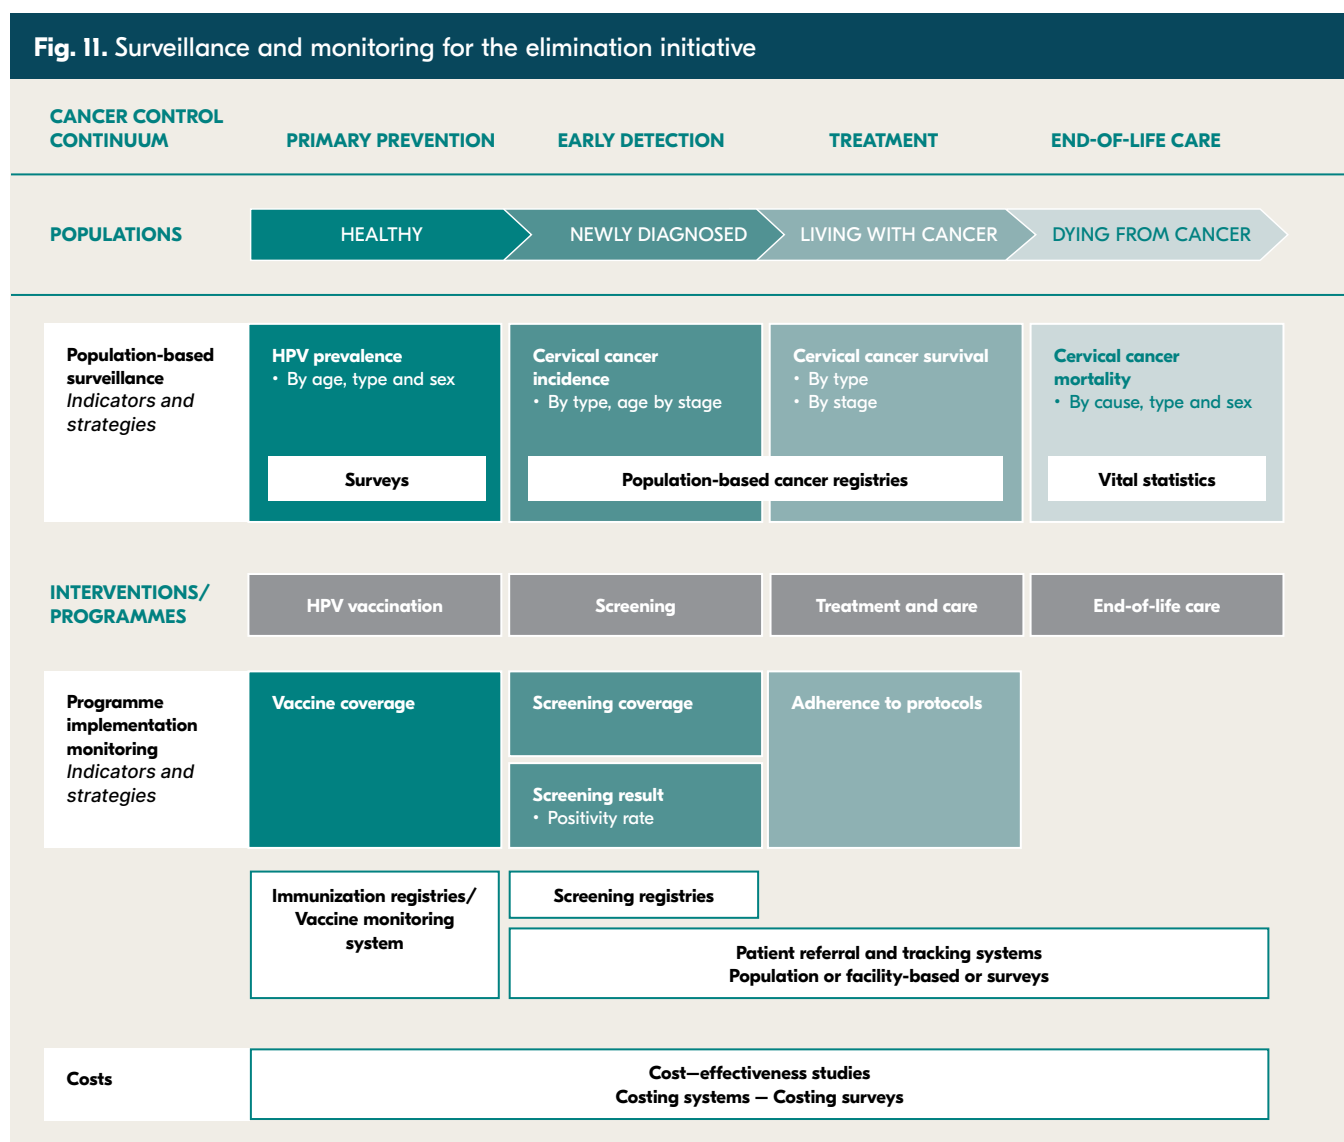 Fig. 11. Surveillance and monitoring for the elimination initiative
CANCER CONTROL
CONTINUUM
PRIMARY PREVENTION
EARLY DETECTION
TREATMENT
END-OF-LIFE CARE
POPULATIONS
HEALTHY
NEWLY DIAGNOSED
LIVING WITH CANCER
DYING FROM CANCER
Population-based
surveillance
Indicators and
strategies
HPV prevalence
• By age, type and sex
Surveys
Cervical cancer
incidence
• By type, age by stage
Cervical cancer survival
• By type
• By stage
Population-based cancer registries
Cervical cancer
mortality
• By cause, type and sex
Vital statistics
INTERVENTIONS/
PROGRAMMES
HPV vaccination
Screening
Treatment and care
End-of-life care
Programme
implementation
monitoring
Indicators and
strategies
Vaccine coverage
Screening coverage
Screening result
• Positivity rate
Adherence to protocols
Immunization registries/
Vaccine monitoring
system
Screening registries
Patient referral and tracking systems
Population or facility-based or surveys
Costs
Cost–effectiveness studies
Costing systems – Costing surveys